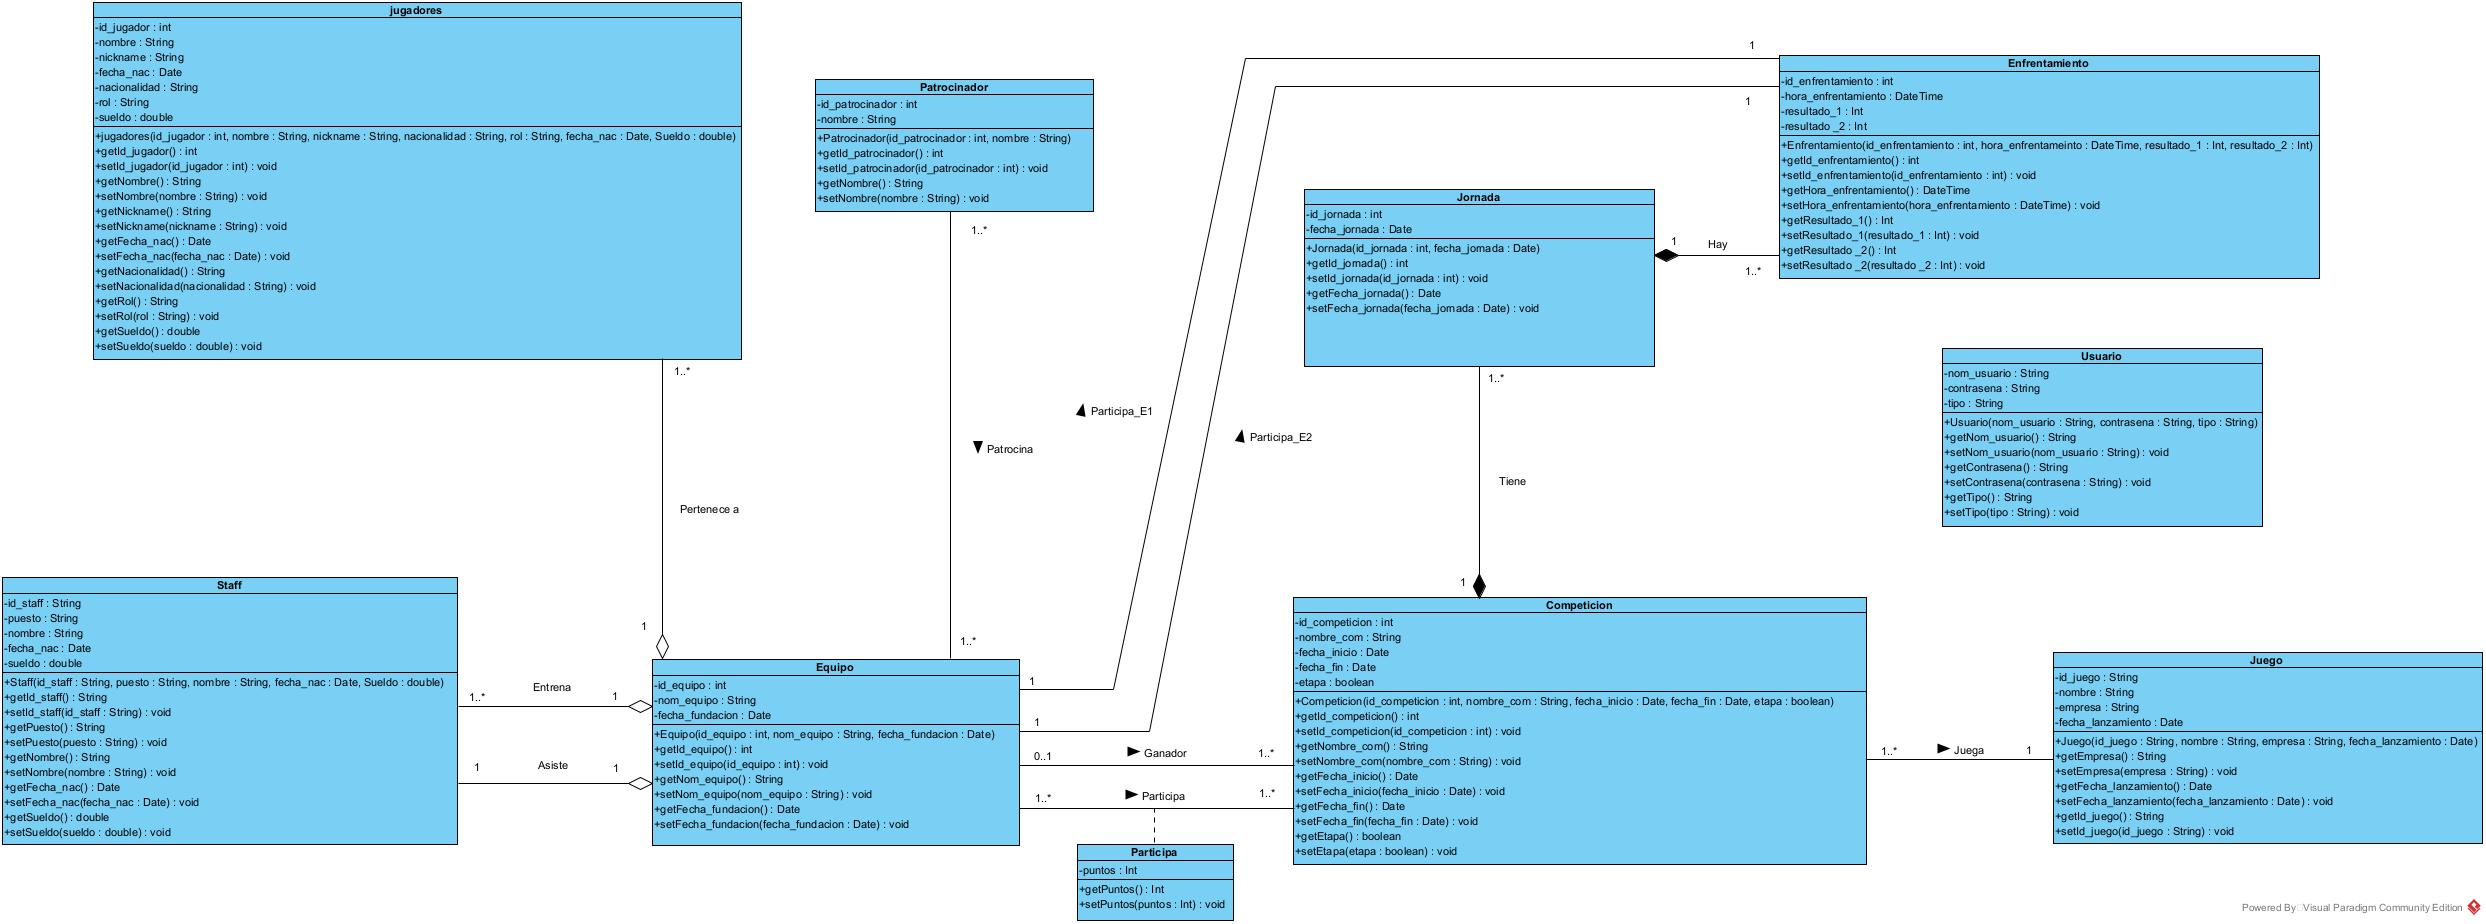 jugadores
-id_jugador : int
-nombre : String
-nickname : String
-fecha_nac : Date
-nacionalidad : String
-rol : String
-sueldo : double
+jugadores(id_jugador : int, nombre : String, nickname : String, nacionalidad : String, rol : String, fecha_nac : Date, Sueldo : double)
+getId_jugador() : int
+setId_jugador(id_jugador : int) : void
+getNombre() : String
+setNombre(nombre : String) : void
+getNickname() : String
+setNickname(nickname : String) : void
+getFecha_nac() : Date
+setFecha_nac(fecha_nac : Date) : void
+getNacionalidad() : String
+setNacionalidad(nacionalidad : String) : void
+getRol() : String
+setRol(rol : String) : void
+getSueldo() : double
+setSueldo(sueldo : double) : void
1..*
Pertenece a
1
Patrocinador
-id_patrocinador : int
-nombre : String
+Patrocinador(id_patrocinador : int, nombre : String)
+getId_patrocinador() : int
+setId_patrocinador(id_patrocinador : int) : void
+getNombre() : String
+setNombre(nombre : String) : void
1..*
Patrocina
1..*
Participa_E1
1
1
Participa_E2
1
1
Enfrentamiento
-id_enfrentamiento : int
-hora_enfrentamiento : DateTime
-resultado_1 : Int
-resultado _2 : Int
+Enfrentamiento(id_enfrentamiento : int, hora_enfrentameinto : DateTime, resultado_1 : Int, resultado_2 : Int)
+getId_enfrentamiento() : int
+setId_enfrentamiento(id_enfrentamiento : int) : void
+getHora_enfrentamiento() : DateTime
+setHora_enfrentamiento(hora_enfrentamiento : DateTime) : void
+getResultado_1() : Int
+setResultado_1(resultado_1 : Int) : void
+getResultado _2() : Int
+setResultado _2(resultado _2 : Int) : void
Jornada
-id_jornada : int
-fecha_jornada : Date
+Jornada(id_jornada : int, fecha_jornada : Date)
+getId_jornada() : int
+setId_jornada(id_jornada : int) : void
+getFecha_jornada() : Date
+setFecha_jornada(fecha_jornada : Date) : void
1
Hay
1..*
1..*
Tiene
1
Usuario
-nom_usuario : String
-contrasena : String
-tipo : String
+Usuario(nom_usuario : String, contrasena : String, tipo : String)
+getNom_usuario() : String
+setNom_usuario(nom_usuario : String) : void
+getContrasena() : String
+setContrasena(contrasena : String) : void
+getTipo() : String
+setTipo(tipo : String) : void
Staff
-id_staff : String
-puesto : String
-nombre : String
-fecha_nac : Date
-sueldo : double
+Staff(id_staff : String, puesto : String, nombre : String, fecha_nac : Date, Sueldo : double)
+getId_staff() : String
+setId_staff(id_staff : String) : void
+getPuesto() : String
+setPuesto(puesto : String) : void
+getNombre() : String
+setNombre(nombre : String) : void
+getFecha_nac() : Date
+setFecha_nac(fecha_nac : Date) : void
+getSueldo() : double
+setSueldo(sueldo : double) : void
1..*
Entrena
1
1
Asiste
1
Equipo
-id_equipo : int
-nom_equipo : String
-fecha_fundacion : Date
+Equipo(id_equipo : int, nom_equipo : String, fecha_fundacion : Date)
+getId_equipo() : int
+setId_equipo(id_equipo : int) : void
+getNom_equipo() : String
+setNom_equipo(nom_equipo : String) : void
+getFecha_fundacion() : Date
+setFecha_fundacion(fecha_fundacion : Date) : void
0..1
Ganador
1..*
1..*
Participa
1..*
Participa
-puntos : Int
+getPuntos() : Int
+setPuntos(puntos : Int) : void
Competicion
-id_competicion : int
-nombre_com : String
-fecha_inicio : Date
-fecha_fin : Date
-etapa : boolean
+Competicion(id_competicion : int, nombre_com : String, fecha_inicio : Date, fecha_fin : Date, etapa : boolean)
+getId_competicion() : int
+setId_competicion(id_competicion : int) : void
+getNombre_com() : String
+setNombre_com(nombre_com : String) : void
+getFecha_inicio() : Date
+setFecha_inicio(fecha_inicio : Date) : void
+getFecha_fin() : Date
+setFecha_fin(fecha_fin : Date) : void
+getEtapa() : boolean
+setEtapa(etapa : boolean) : void
1..*
Juega
1
Juego
-id_juego : String
-nombre : String
-empresa : String
-fecha_lanzamiento : Date
+Juego(id_juego : String, nombre : String, empresa : String, fecha_lanzamiento : Date)
+getEmpresa() : String
+setEmpresa(empresa : String) : void
+getFecha_lanzamiento() : Date
+setFecha_lanzamiento(fecha_lanzamiento : Date) : void
+getId_juego() : String
+setId_juego(id_juego : String) : void
Powered By Visual Paradigm Community Edition